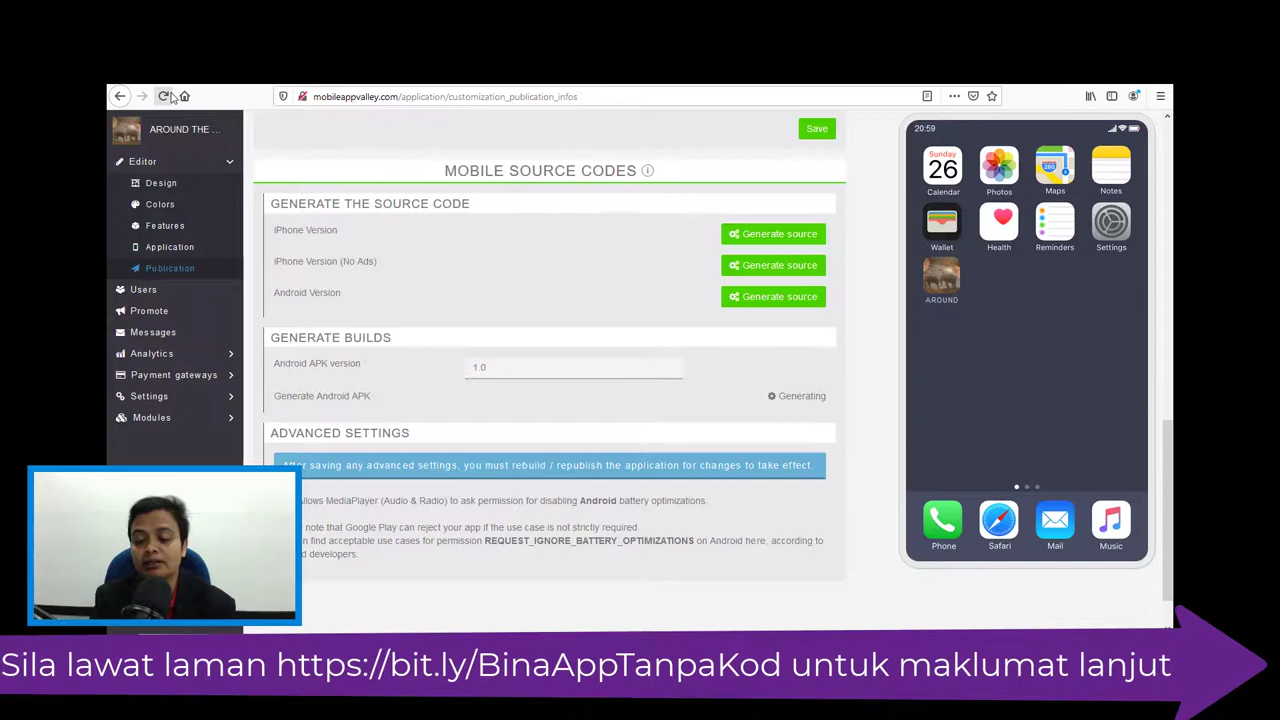 mobileappvalley.com/application/customization_publication_infos
AROUND THE ...
Editor
Design
Colors
Features
Application
Publication
Users
Promote
Messages
Analytics
Payment gateways
Settings
Modules
Save
MOBILE SOURCE CODES
GENERATE THE SOURCE CODE
iPhone Version
Generate source
iPhone Version (No Ads)
Generate source
Android Version
Generate source
GENERATE BUILDS
Android APK version
1.0
Generate Android APK
Generating
ADVANCED SETTINGS
After saving any advanced settings, you must rebuild / republish the application for changes to take effect.
llows MediaPlayer (Audio & Radio) to ask permission for disabling Android battery optimizations.
note that Google Play can reject your app if the use case is not strictly required.
n find acceptable use cases for permission REQUEST_IGNORE_BATTERY_OPTIMIZATIONS on Android here, according to
d developers.
20:59
Sunday
26
Calendar
Photos
280
Maps
Notes
Wallet
Health
Reminders
Settings
AROUND
Phone
Safari
Mail
Music
Sila lawat laman https://bit.ly/BinaAppTanpaKod untuk maklumat lanjut